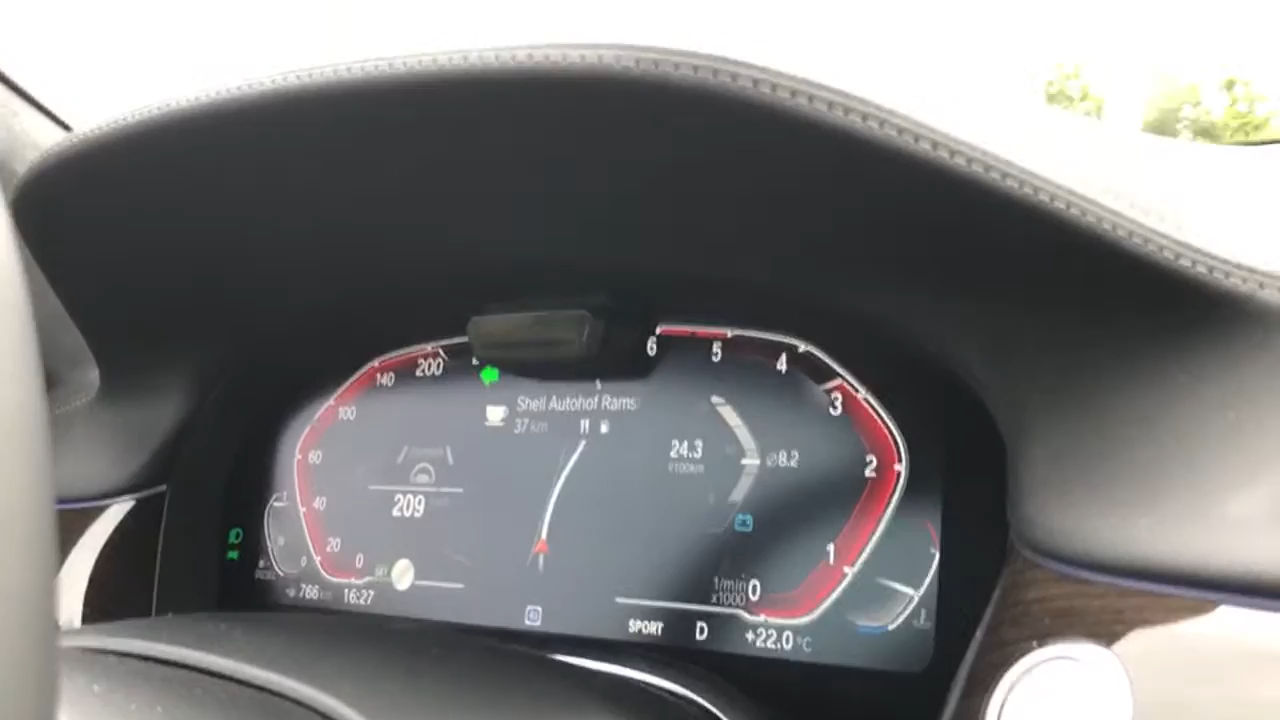 200
140
100
60
40
20
0
209
Shell Autohof Rams
37 km
24.3
l/100km
⌀8.2
6
5
4
3
2
1
0
1/min
x1000
766 km
16:27
SPORT
D
+22.0 °C